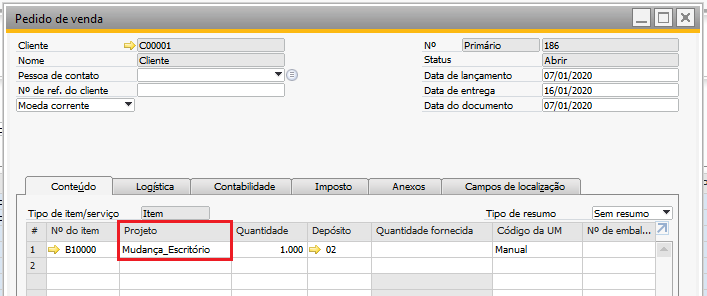 Pedido de venda
Cliente C00001 Nº Primário 186
Nome Cliente Status Abrir
Pessoa de contato Data de lançamento 07/01/2020
Nº de ref. do cliente Data de entrega 16/01/2020
Moeda corrente Data do documento 07/01/2020
Conteúdo Logística Contabilidade Imposto Anexos Campos de localização
Tipo de item/serviço Item Tipo de resumo Sem resumo
# Nº do item Projeto Quantidade Depósito Quantidade fornecida Código da UM Nº de embal...
1 B10000 Mudança_Escritório 1.000 02 Manual
2